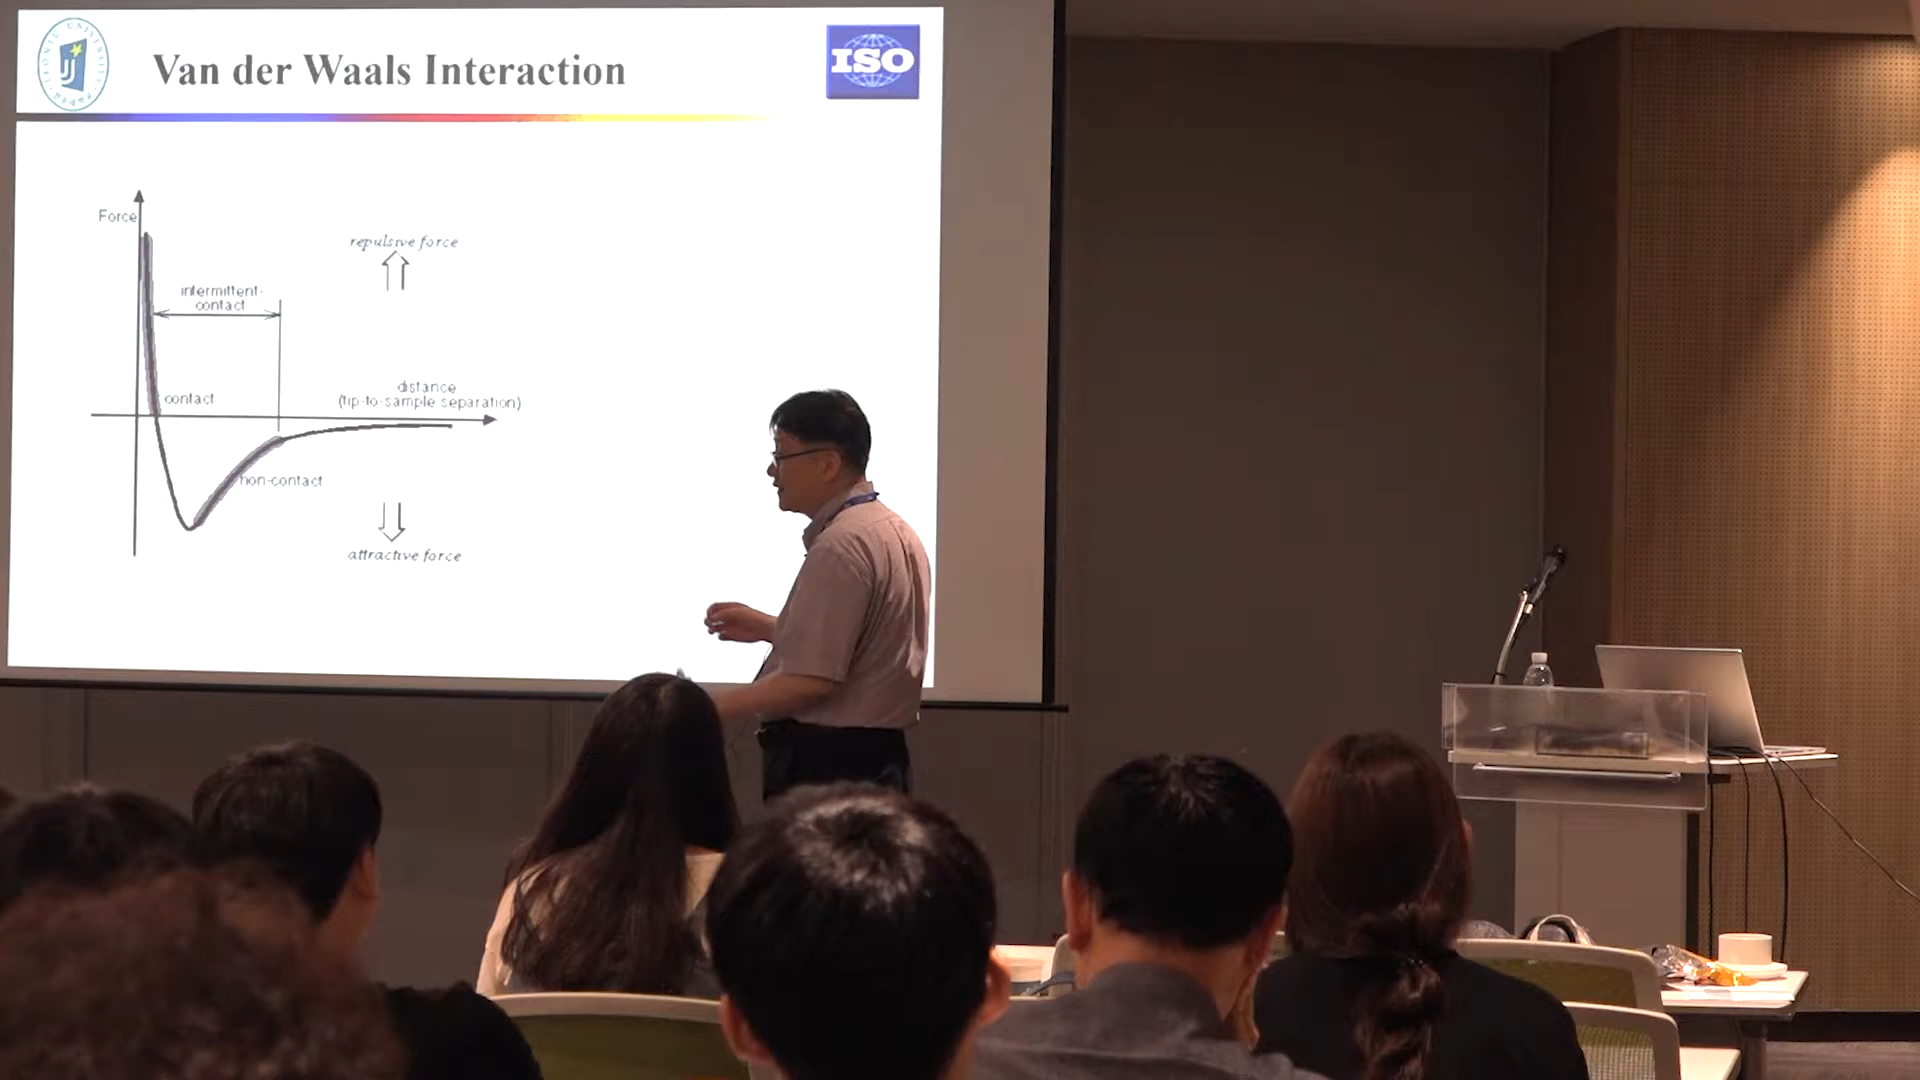 Van der Waals Interaction
ISO
Force
repulsive force
intermittent-
contact
distance
contact
(tip-to-sample separation)
non-contact
attractive force